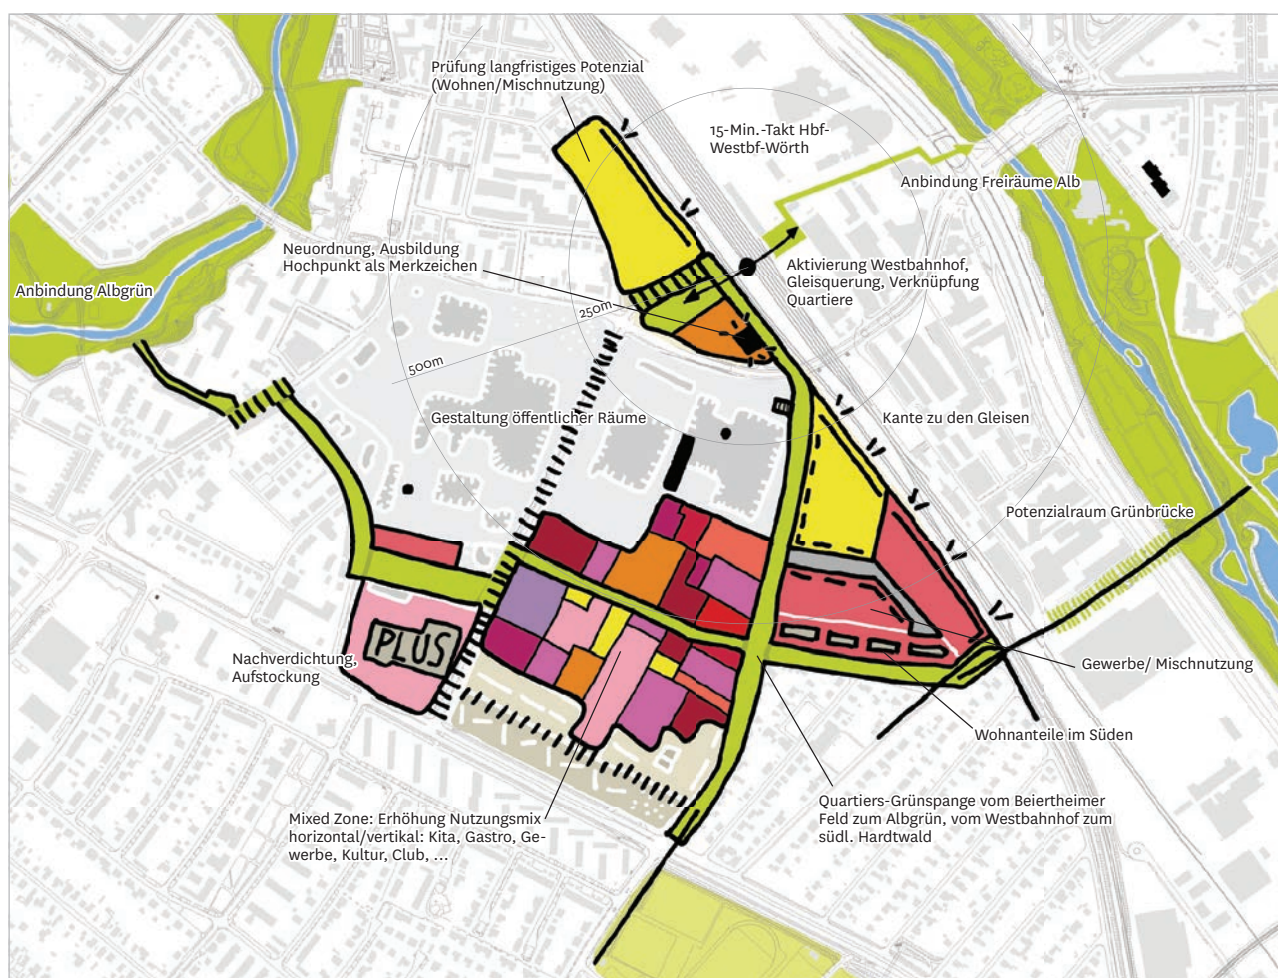 Prüfung langfristiges Potenzial
(Wohnen/Mischnutzung)
15-Min.-Takt Hbf-
Westbf-Wörth
Anbindung Freiräume Alb
Neuordnung, Ausbildung
Hochpunkt als Merkzeichen
Aktivierung Westbahnhof,
Gleisquerung, Verknüpfung
Quartiere
Anbindung Albgrün
250m
500m
Gestaltung öffentlicher Räume
Kante zu den Gleisen
Potenzialraum Grünbrücke
PLUS
Nachverdichtung,
Aufstockung
Gewerbe/ Mischnutzung
Wohnanteile im Süden
Quartiers-Grünspange vom Beiertheimer
Feld zum Albgrün, vom Westbahnhof zum
südl. Hardtwald
Mixed Zone: Erhöhung Nutzungsmix
horizontal/vertikal: Kita, Gastro, Ge-
werbe, Kultur, Club, ...